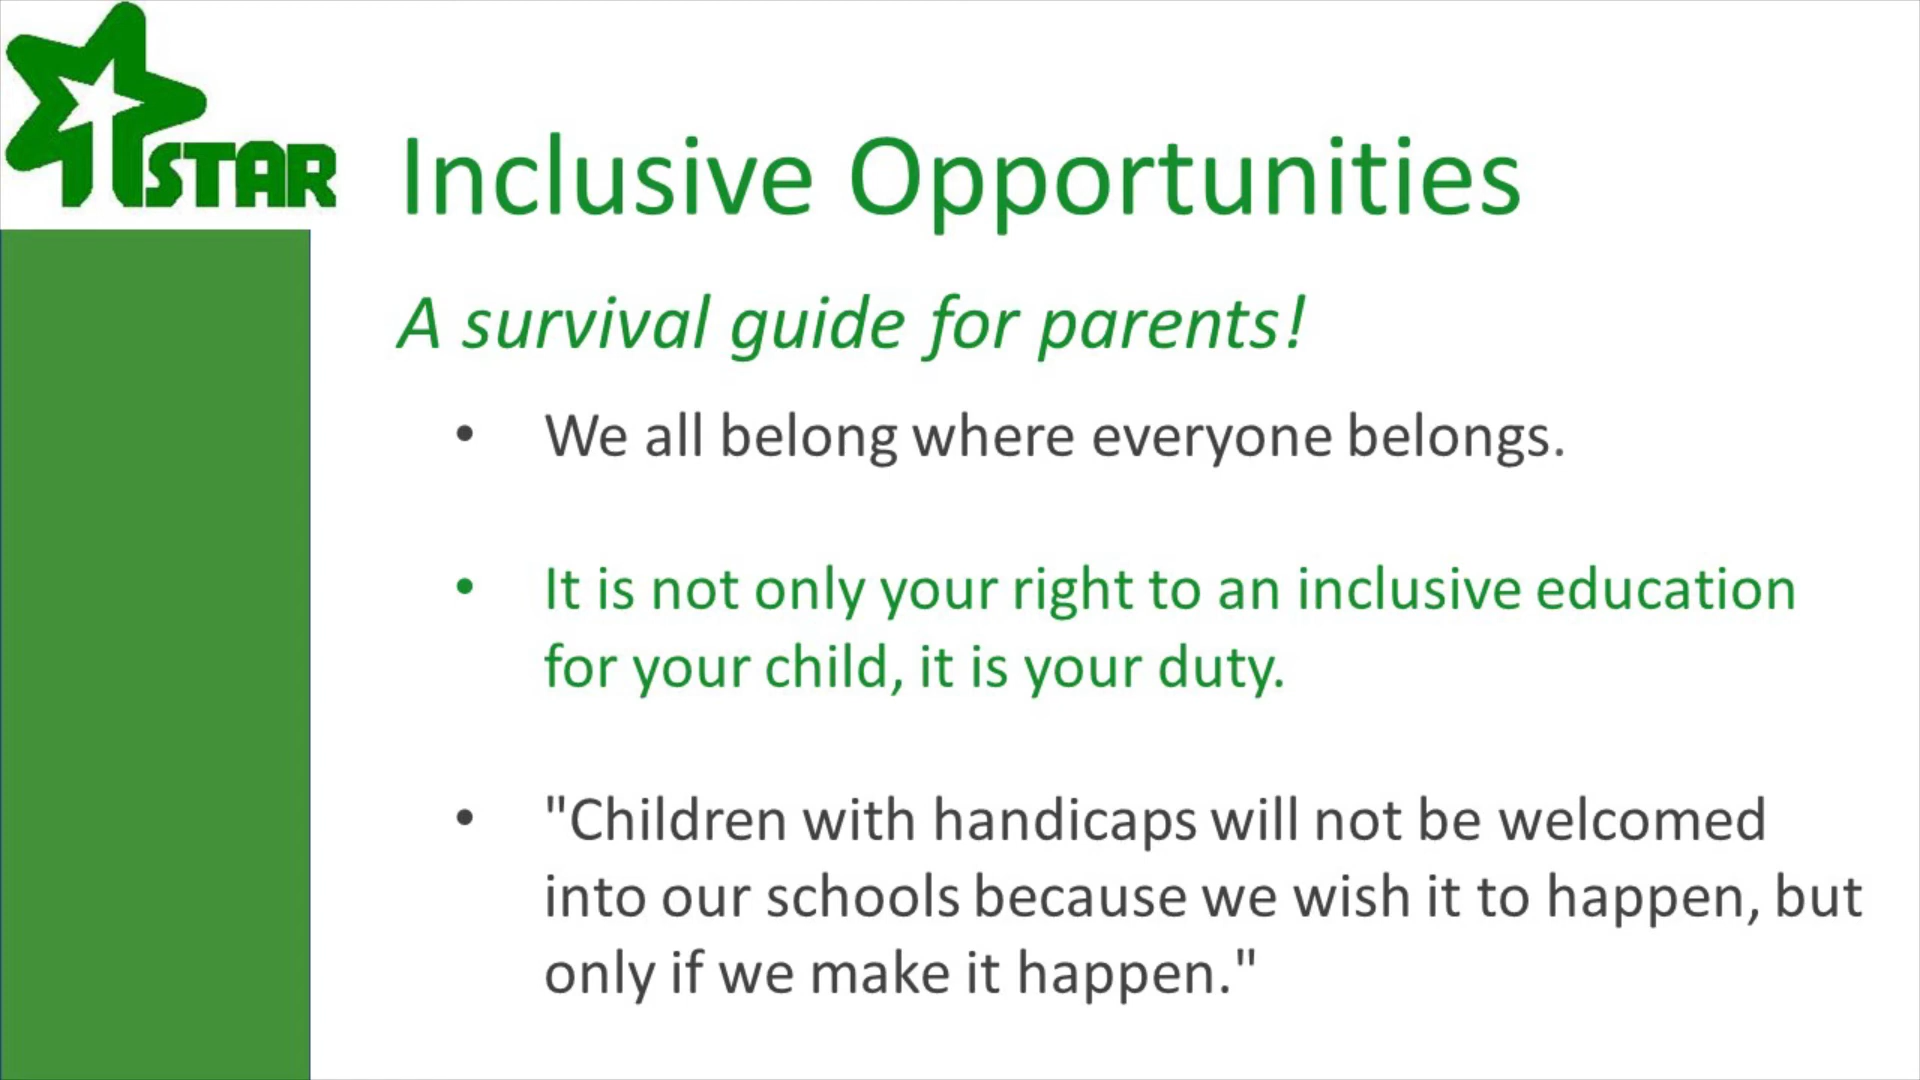 STAR
Inclusive Opportunities
A survival guide for parents!
• We all belong where everyone belongs.
• It is not only your right to an inclusive education
for your child, it is your duty.
• "Children with handicaps will not be welcomed
into our schools because we wish it to happen, but
only if we make it happen."